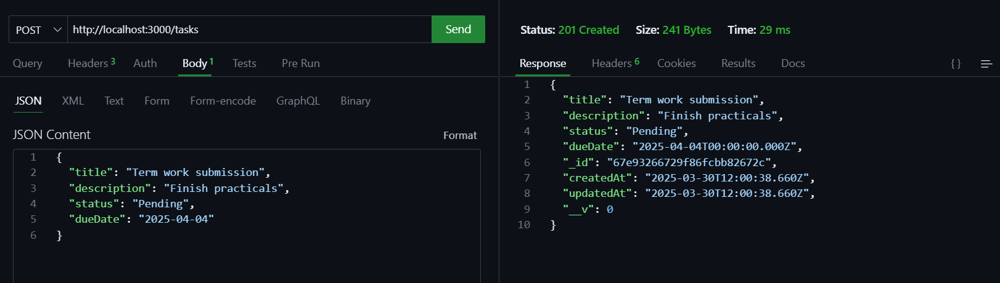 POST http://localhost:3000/tasks Send
Query Headers 3 Auth Body 1 Tests Pre Run
JSON XML Text Form Form-encode GraphQL Binary
JSON Content Format
1 {
2 "title": "Term work submission",
3 "description": "Finish practicals",
4 "status": "Pending",
5 "dueDate": "2025-04-04"
6 }
Status: 201 Created Size: 241 Bytes Time: 29 ms
Response Headers 6 Cookies Results Docs { }
1 {
2 "title": "Term work submission",
3 "description": "Finish practicals",
4 "status": "Pending",
5 "dueDate": "2025-04-04T00:00:00.000Z",
6 "_id": "67e93266729f86fcbb82672c",
7 "createdAt": "2025-03-30T12:00:38.660Z",
8 "updatedAt": "2025-03-30T12:00:38.660Z",
9 "__v": 0
10 }